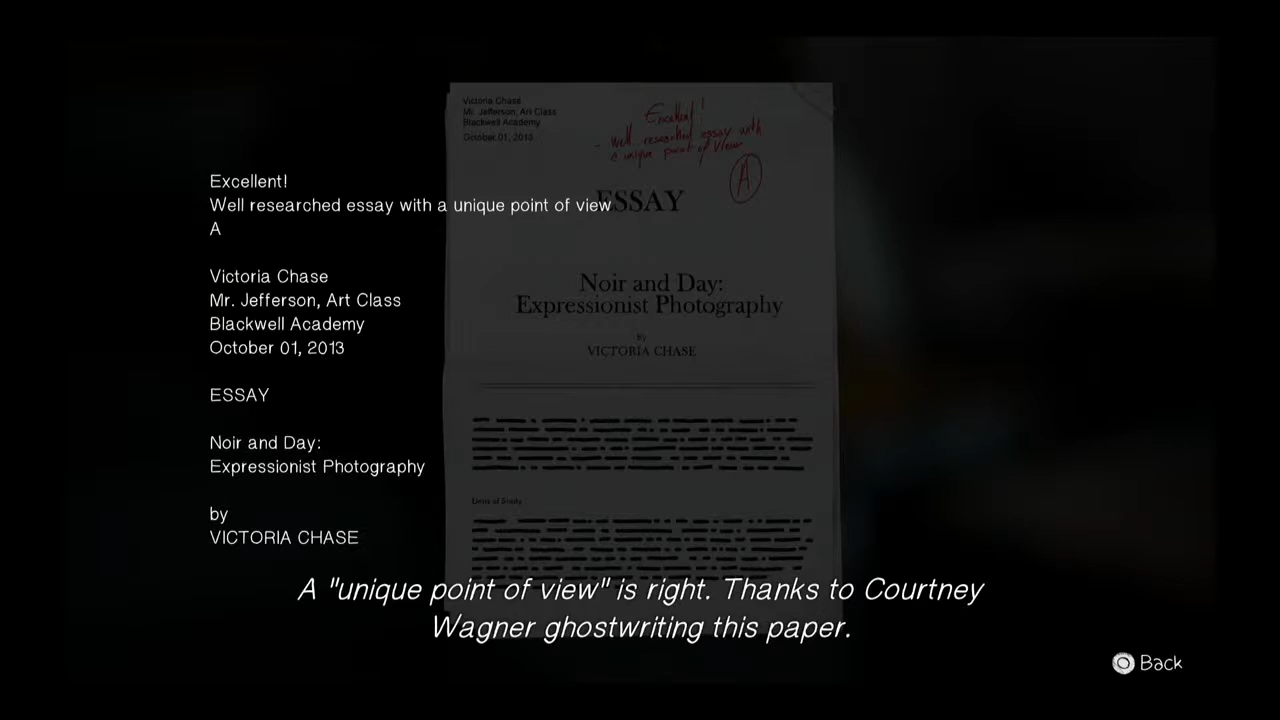 Victoria Chase
Mr. Jefferson, Art Class
Blackwell Academy
October 01, 2013
Excellent!
- Well researched essay with
a unique point of view
A
ESSAY
Noir and Day:
Expressionist Photography
by
VICTORIA CHASE
Excellent!
Well researched essay with a unique point of view
A
Victoria Chase
Mr. Jefferson, Art Class
Blackwell Academy
October 01, 2013
ESSAY
Noir and Day:
Expressionist Photography
by
VICTORIA CHASE
A "unique point of view" is right. Thanks to Courtney
Wagner ghostwriting this paper.
Back